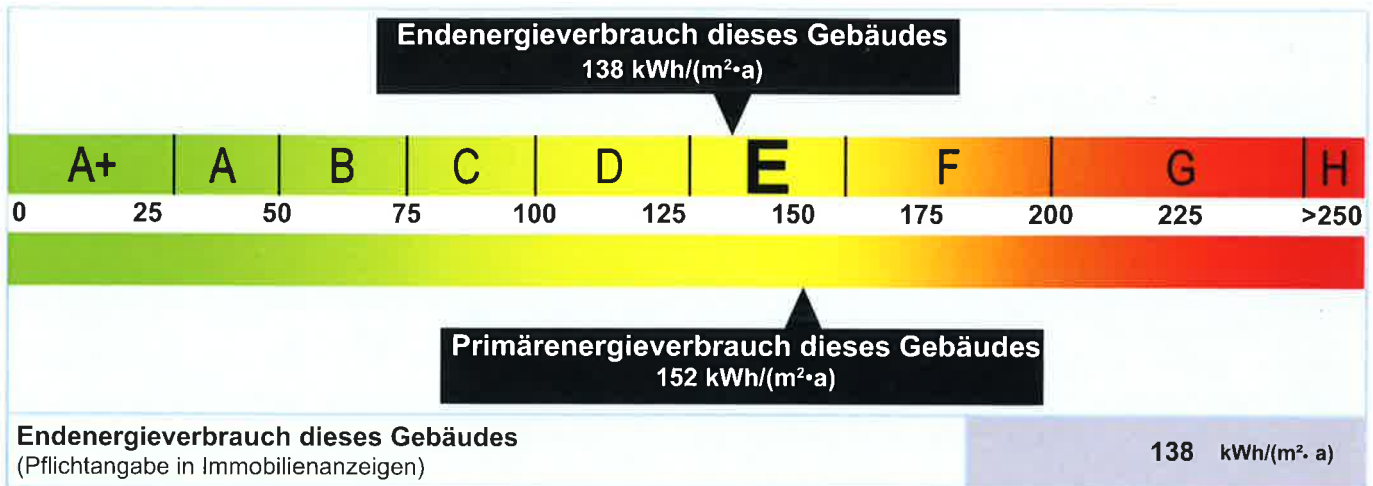 Endenergieverbrauch dieses Gebäudes
138 kWh/(m²•a)
A+ A B C D E F G H
0 25 50 75 100 125 150 175 200 225 >250
Primärenergieverbrauch dieses Gebäudes
152 kWh/(m²•a)
Endenergieverbrauch dieses Gebäudes
(Pflichtangabe in Immobilienanzeigen)
138 kWh/(m²• a)